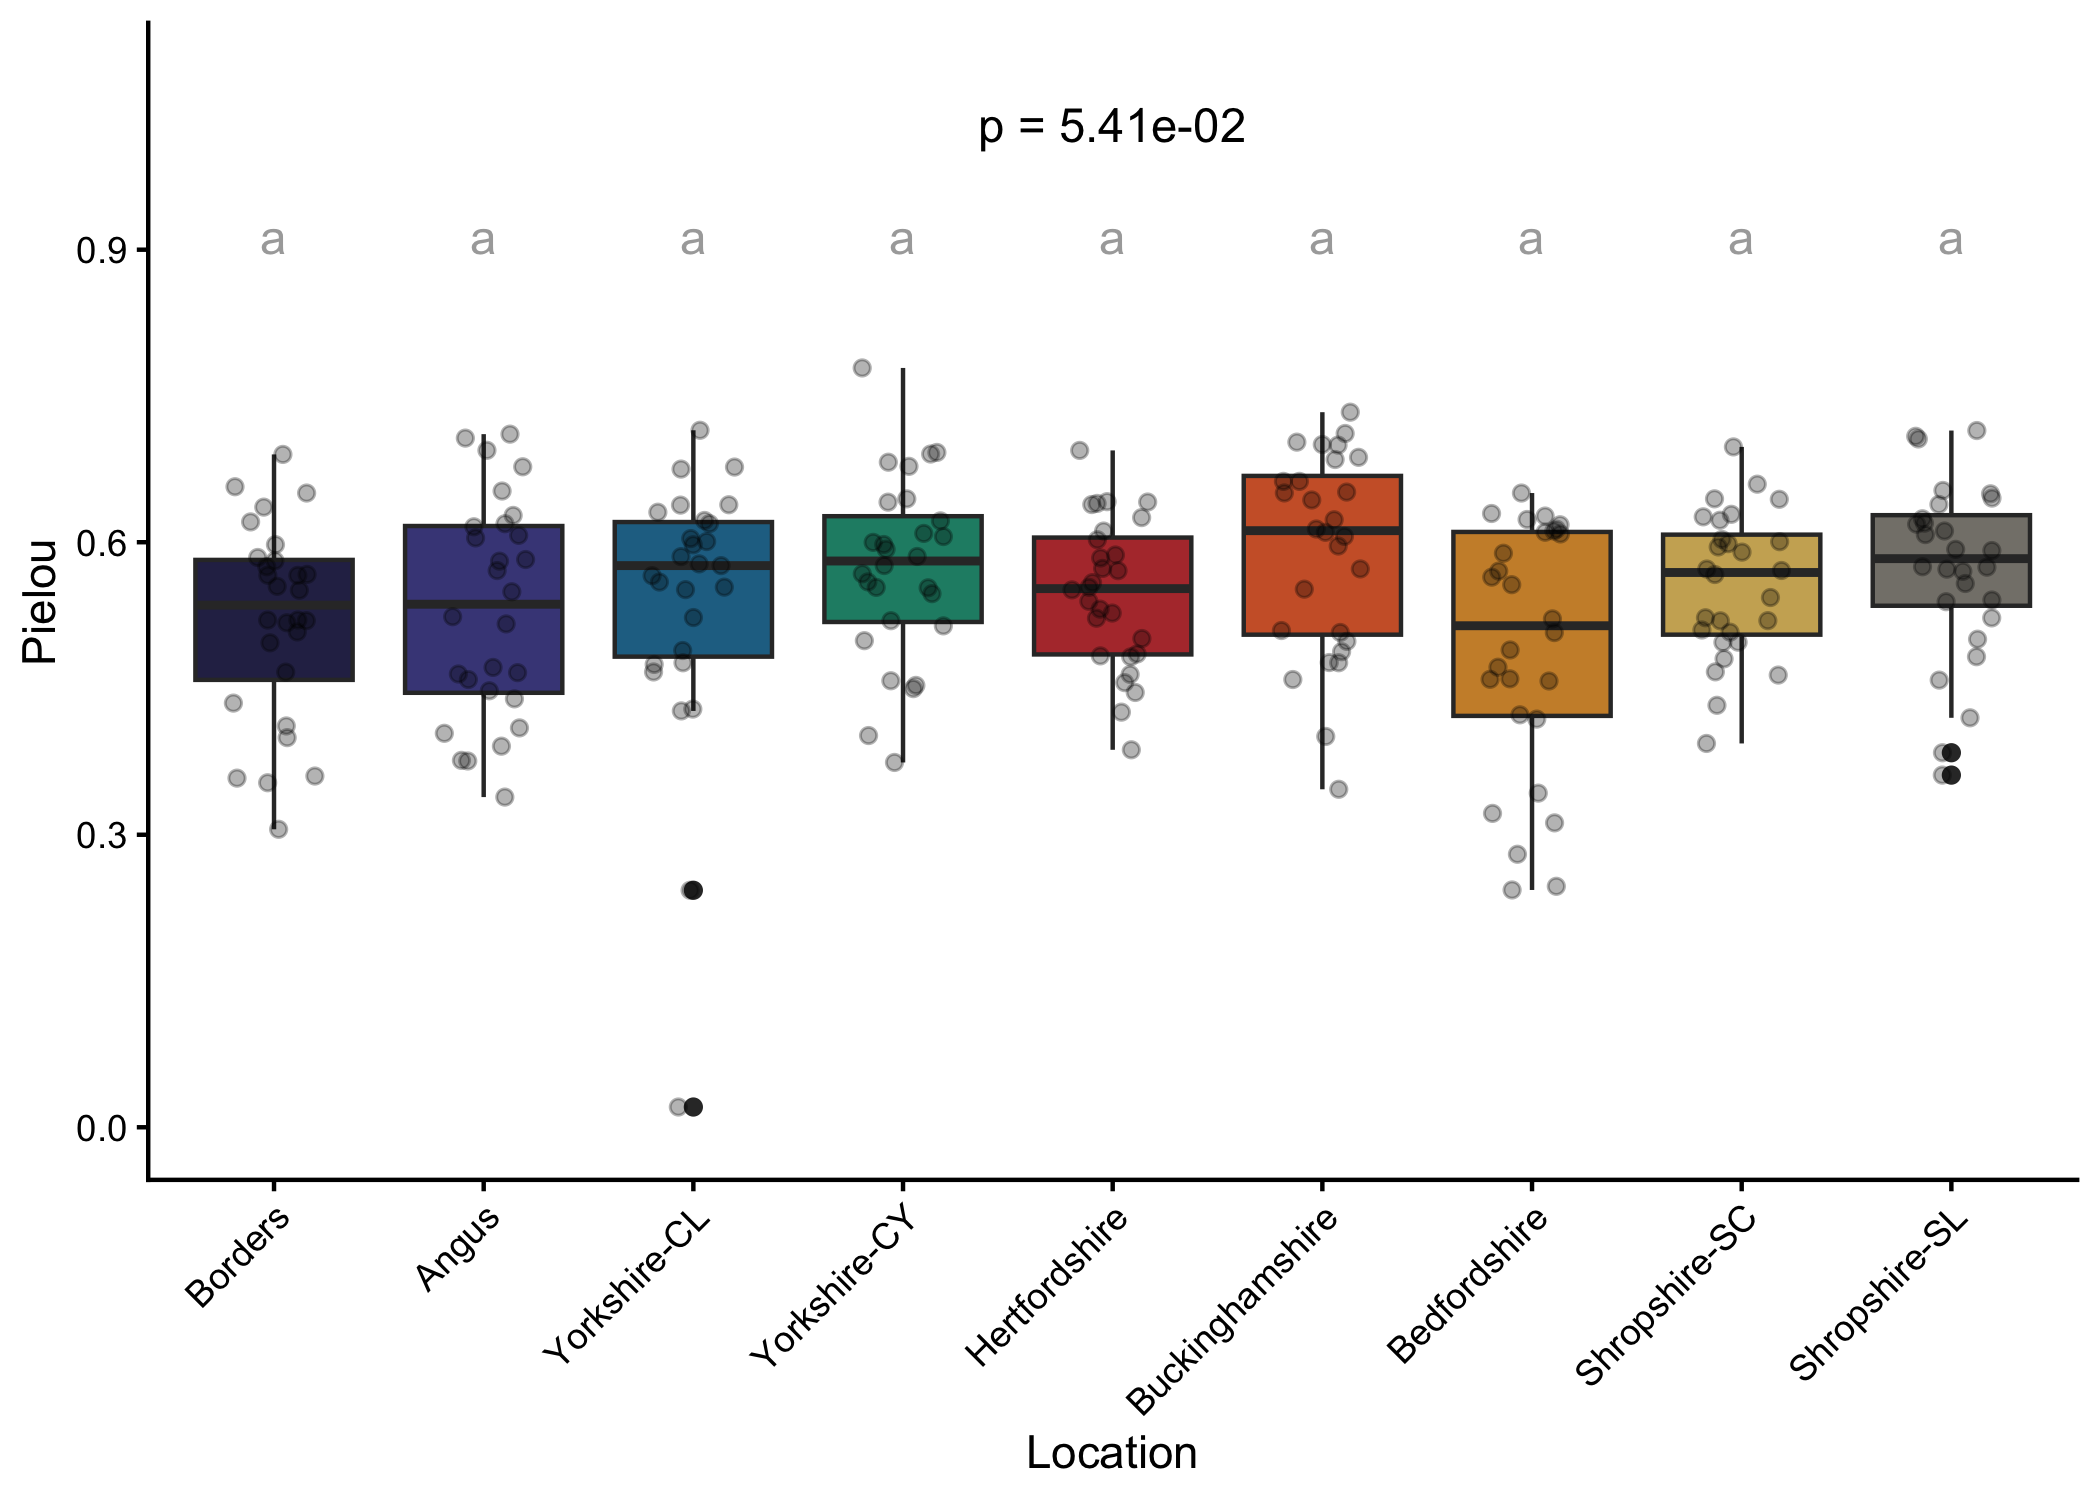 p = 5.41e-02
a a a a a a a a a
0.9
0.6
0.3
0.0
Pielou
Borders
Angus
Yorkshire-CL
Yorkshire-CY
Hertfordshire
Buckinghamshire
Bedfordshire
Shropshire-SC
Shropshire-SL
Location